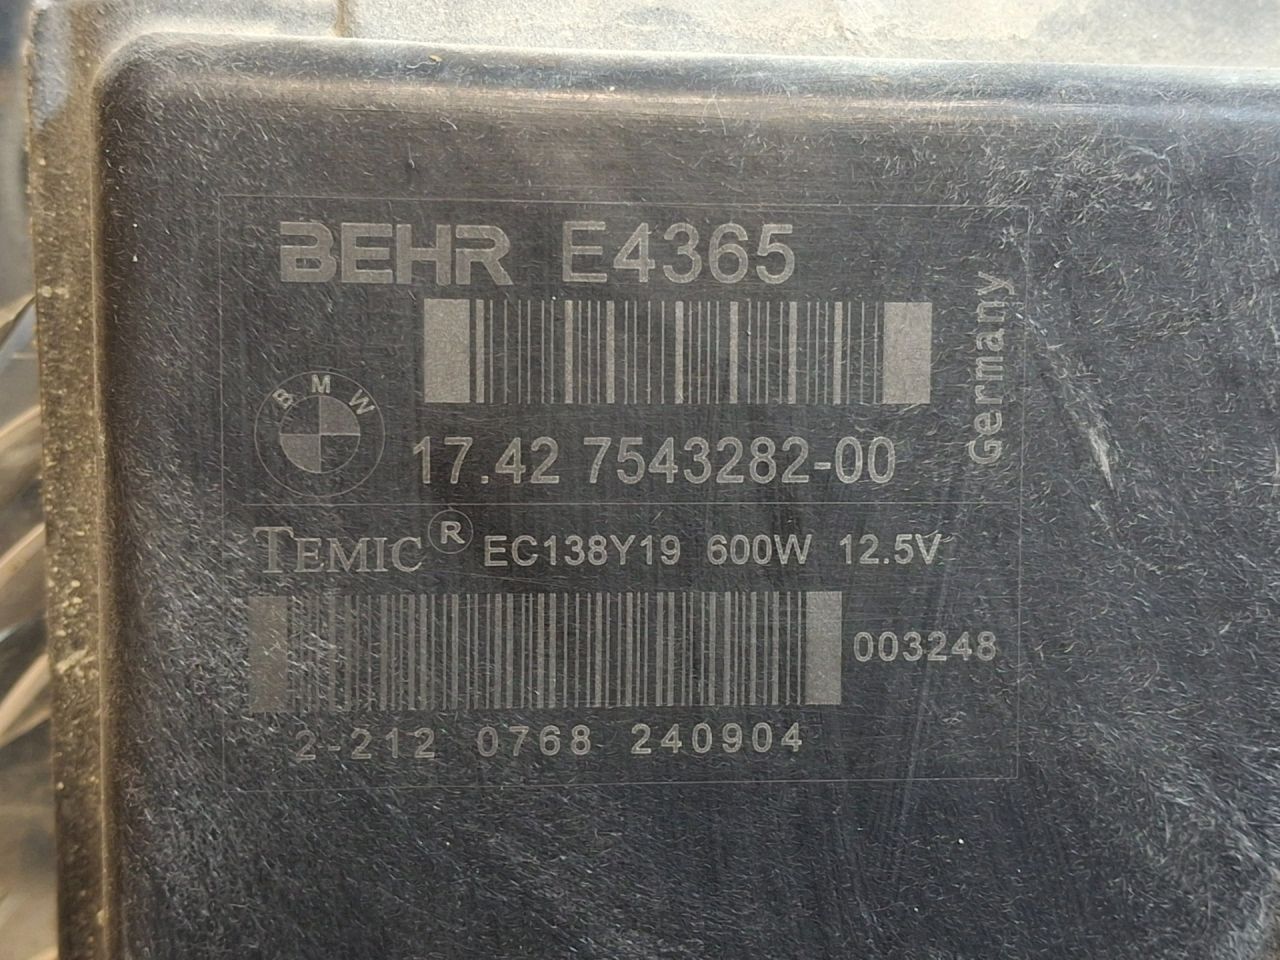 BEHR E4365
BMW
17.42 7543282-00
Germany
TEMIC® EC138Y19 600W 12.5V
003248
2-212 0768 240904